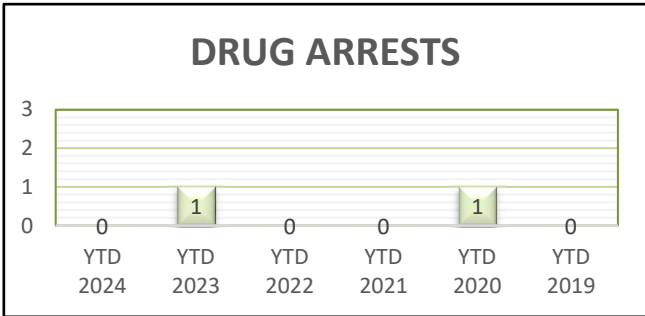 DRUG ARRESTS
3
2
1
0
0 1 0 0 1 0
YTD YTD YTD YTD YTD YTD
2024 2023 2022 2021 2020 2019